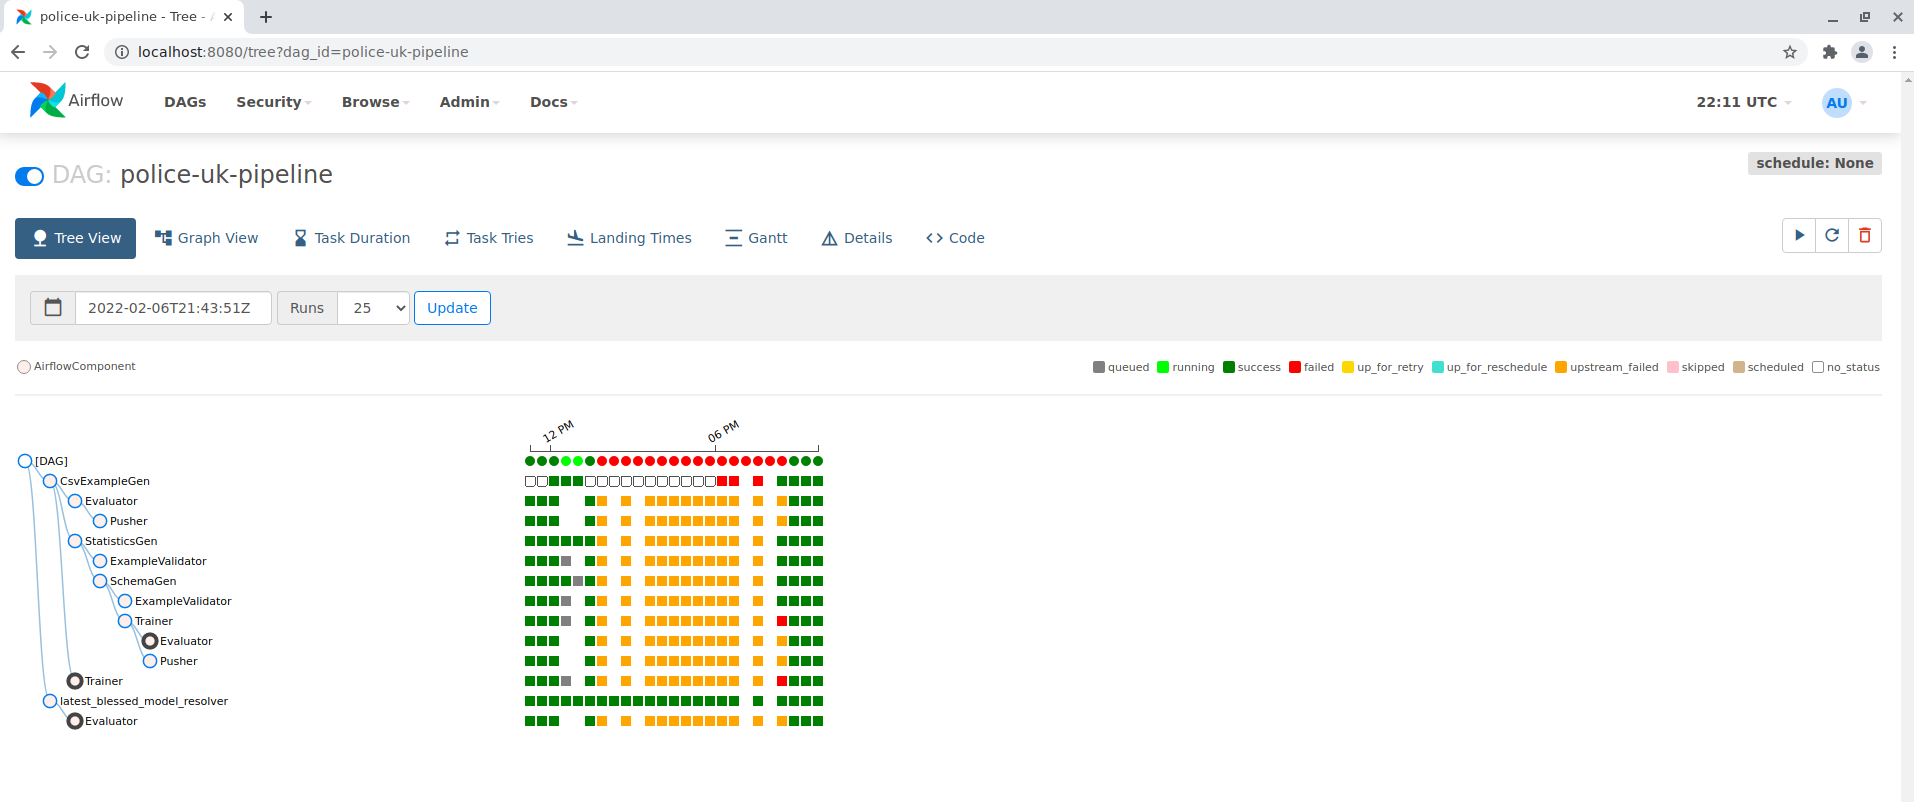 police-uk-pipeline - Tree -
localhost:8080/tree?dag_id=police-uk-pipeline
Airflow DAGs Security Browse Admin Docs 22:11 UTC AU
DAG: police-uk-pipeline schedule: None
Tree View Graph View Task Duration Task Tries Landing Times Gantt Details Code
2022-02-06T21:43:51Z Runs 25 Update
AirflowComponent queued running success failed up_for_retry up_for_reschedule upstream_failed skipped scheduled no_status
12 PM 06 PM
[DAG]
CsvExampleGen
Evaluator
Pusher
StatisticsGen
ExampleValidator
SchemaGen
ExampleValidator
Trainer
Evaluator
Pusher
Trainer
latest_blessed_model_resolver
Evaluator